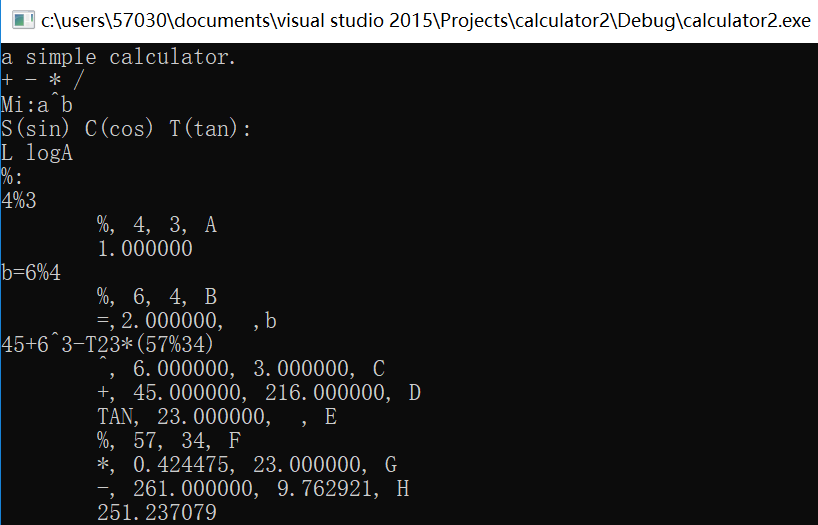 c:\users\57030\documents\visual studio 2015\Projects\calculator2\Debug\calculator2.exe
a simple calculator.
+ - * /
Mi:a^b
S(sin) C(cos) T(tan):
L logA
%:
4%3
%, 4, 3, A
1.000000
b=6%4
%, 6, 4, B
=,2.000000,  ,b
45+6^3-T23*(57%34)
^, 6.000000, 3.000000, C
+, 45.000000, 216.000000, D
TAN, 23.000000,  , E
%, 57, 34, F
*, 0.424475, 23.000000, G
-, 261.000000, 9.762921, H
251.237079